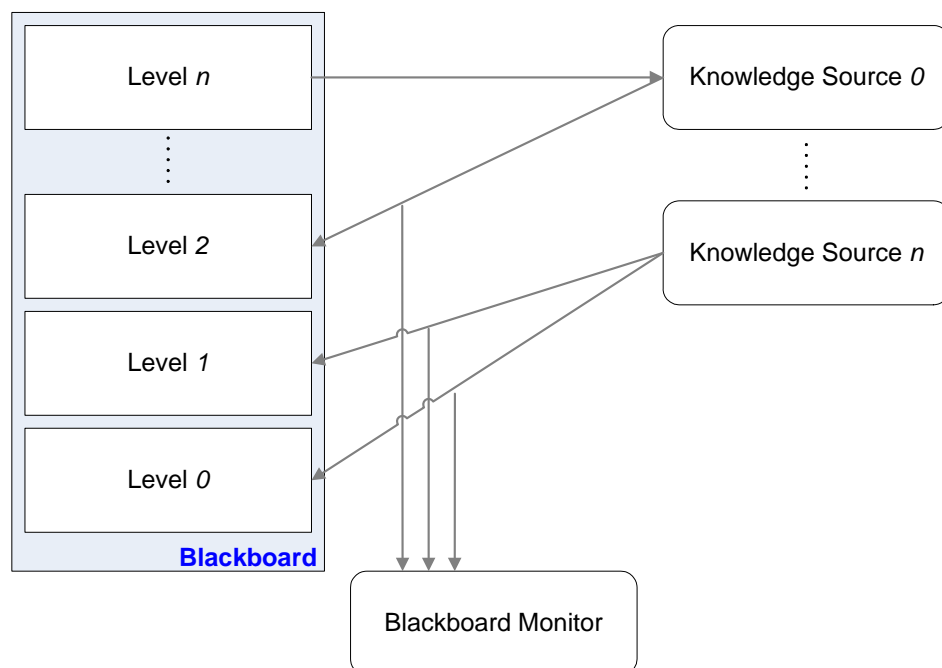 Level n
Level 2
Level 1
Level 0
Blackboard
Knowledge Source 0
Knowledge Source n
Blackboard Monitor